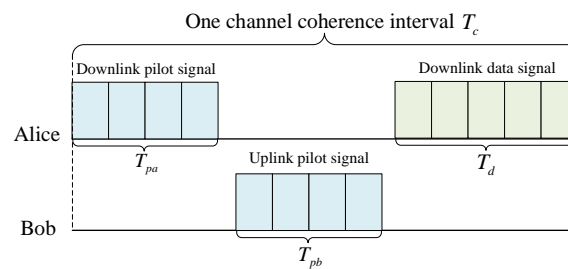 One channel coherence interval T_c
Downlink pilot signal
Downlink data signal
Alice
T_pa
Uplink pilot signal
T_d
Bob
T_pb